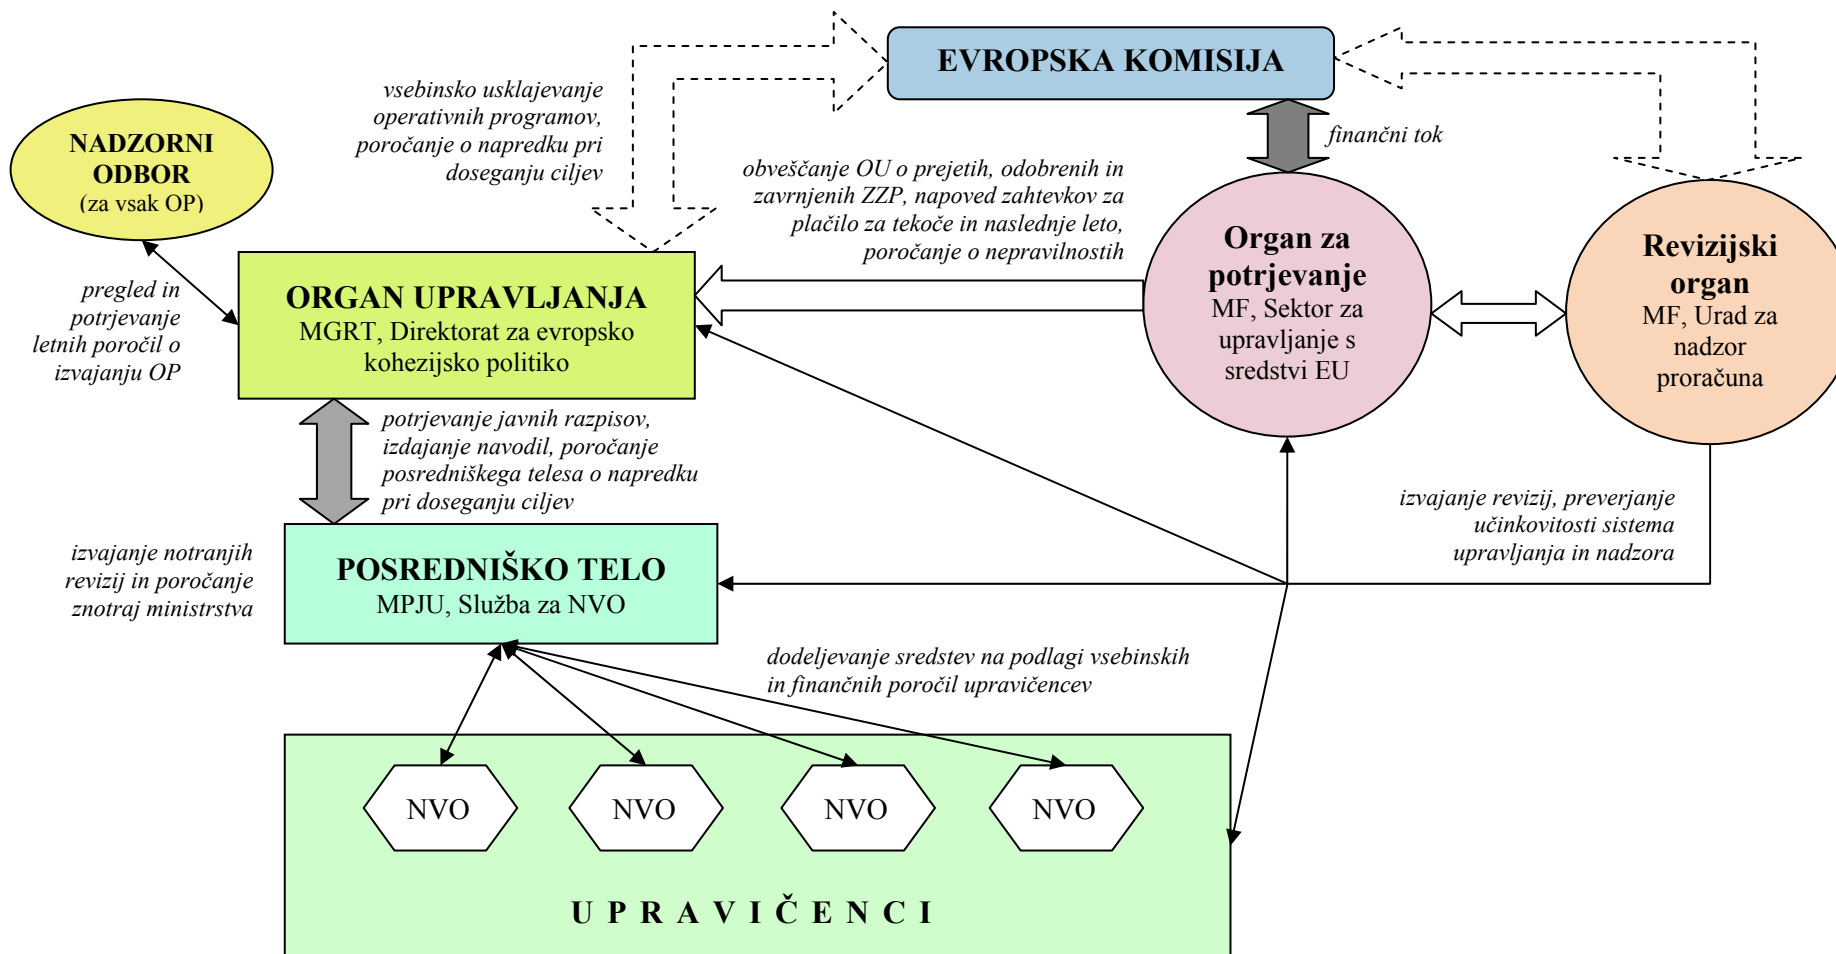 EVROPSKA KOMISIJA
vsebinsko usklajevanje
operativnih programov,
poročanje o napredku pri
doseganju ciljev
finančni tok
NADZORNI
ODBOR
(za vsak OP)
obveščanje OU o prejetih, odobrenih in
zavrnjenih ZZP, napoved zahtevkov za
plačilo za tekoče in naslednje leto,
poročanje o nepravilnostih
Organ za
potrjevanje
MF, Sektor za
upravljanje s
sredstvi EU
Revizijski
organ
MF, Urad za
nadzor
proračuna
ORGAN UPRAVLJANJA
MGRT, Direktorat za evropsko
kohezijsko politiko
pregled in
potrjevanje
letnih poročil o
izvajanju OP
potrjevanje javnih razpisov,
izdajanje navodil, poročanje
posredniškega telesa o napredku
pri doseganju ciljev
izvajanje revizij, preverjanje
učinkovitosti sistema
upravljanja in nadzora
izvajanje notranjih
revizij in poročanje
znotraj ministrstva
POSREDNIŠKO TELO
MPJU, Služba za NVO
dodeljevanje sredstev na podlagi vsebinskih
in finančnih poročil upravičencev
NVO
NVO
NVO
NVO
U P R A V I Č E N C I